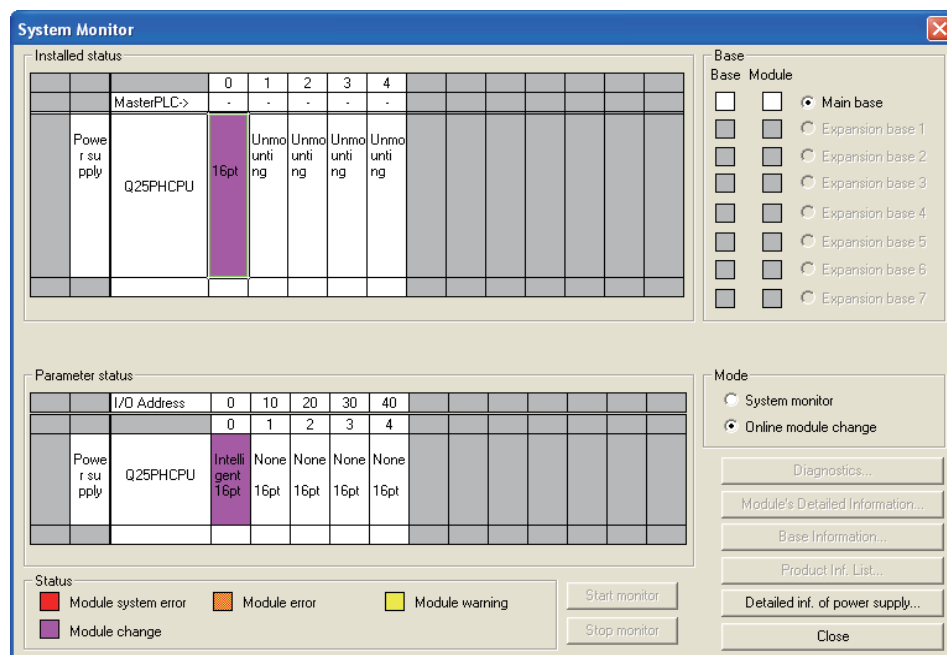 System Monitor
Installed status
0 1 2 3 4
MasterPLC-> - - - - -
Powe
r su
pply
Q25PHCPU
16pt
Unmo
unti
ng
Unmo
unti
ng
Unmo
unti
ng
Unmo
unti
ng
Base
Base Module
Main base
Expansion base 1
Expansion base 2
Expansion base 3
Expansion base 4
Expansion base 5
Expansion base 6
Expansion base 7
Parameter status
I/O Address 0 10 20 30 40
0 1 2 3 4
Powe
r su
pply
Q25PHCPU
Intelli
gent
16pt
None
16pt
None
16pt
None
16pt
None
16pt
Mode
System monitor
Online module change
Diagnostics...
Module's Detailed Information...
Base Information...
Product Inf. List...
Detailed inf. of power supply...
Close
Status
Module system error
Module error
Module warning
Module change
Start monitor
Stop monitor